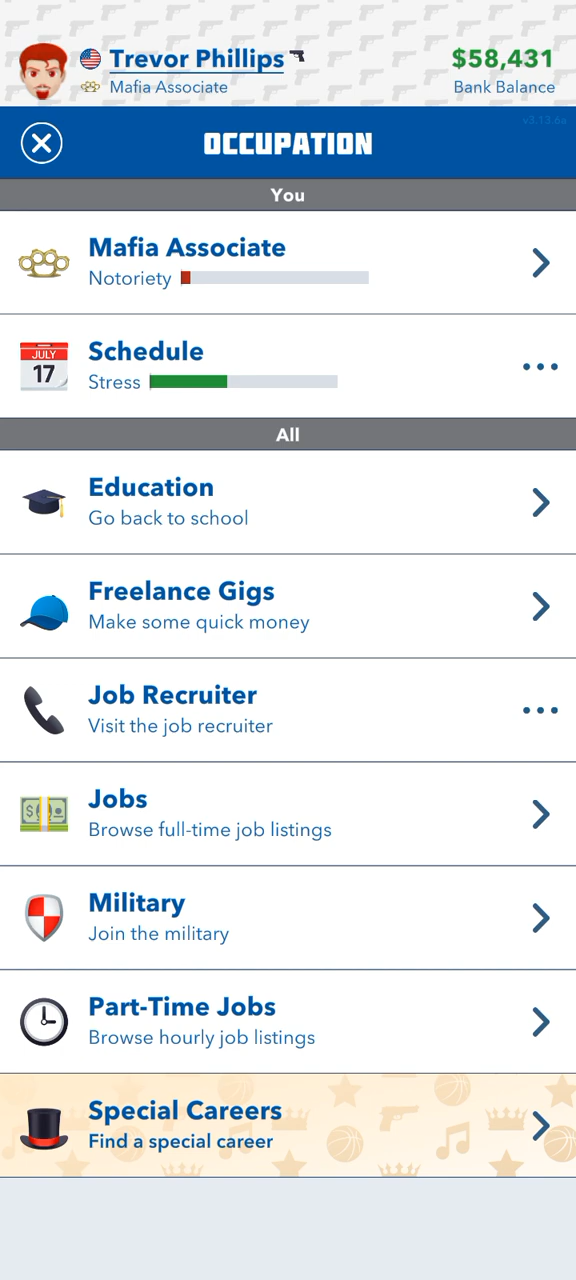 Trevor Phillips
Mafia Associate
$58,431
Bank Balance
v3.13.6a
OCCUPATION
You
Mafia Associate
Notoriety
JULY
17
Schedule
Stress
All
Education
Go back to school
Freelance Gigs
Make some quick money
Job Recruiter
Visit the job recruiter
Jobs
Browse full-time job listings
Military
Join the military
Part-Time Jobs
Browse hourly job listings
Special Careers
Find a special career